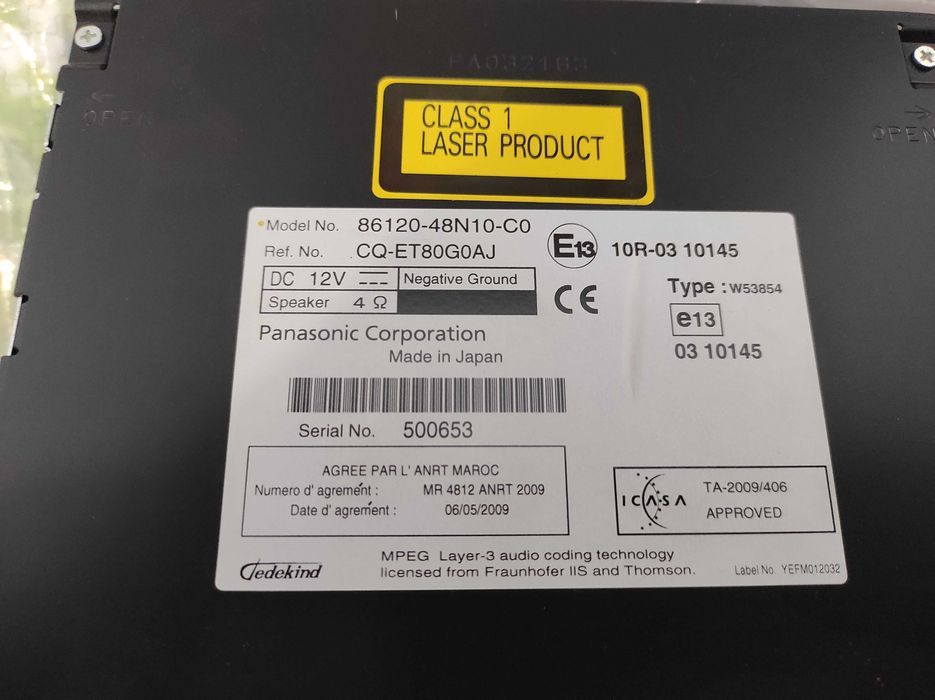 PA032163
OPEN
OPEN
CLASS 1
LASER PRODUCT
Model No. 86120-48N10-C0
Ref. No. CQ-ET80G0AJ
DC 12V Negative Ground
Speaker 4 Ω
E13 10R-03 10145
CE
Type : W53854
e13
03 10145
Panasonic Corporation
Made in Japan
Serial No. 500653
AGREE PAR L' ANRT MAROC
Numero d' agrement : MR 4812 ANRT 2009
Date d' agrement : 06/05/2009
ICASA TA-2009/406
APPROVED
Gedekind
MPEG Layer-3 audio coding technology
licensed from Fraunhofer IIS and Thomson.
Label No. YEFM012032